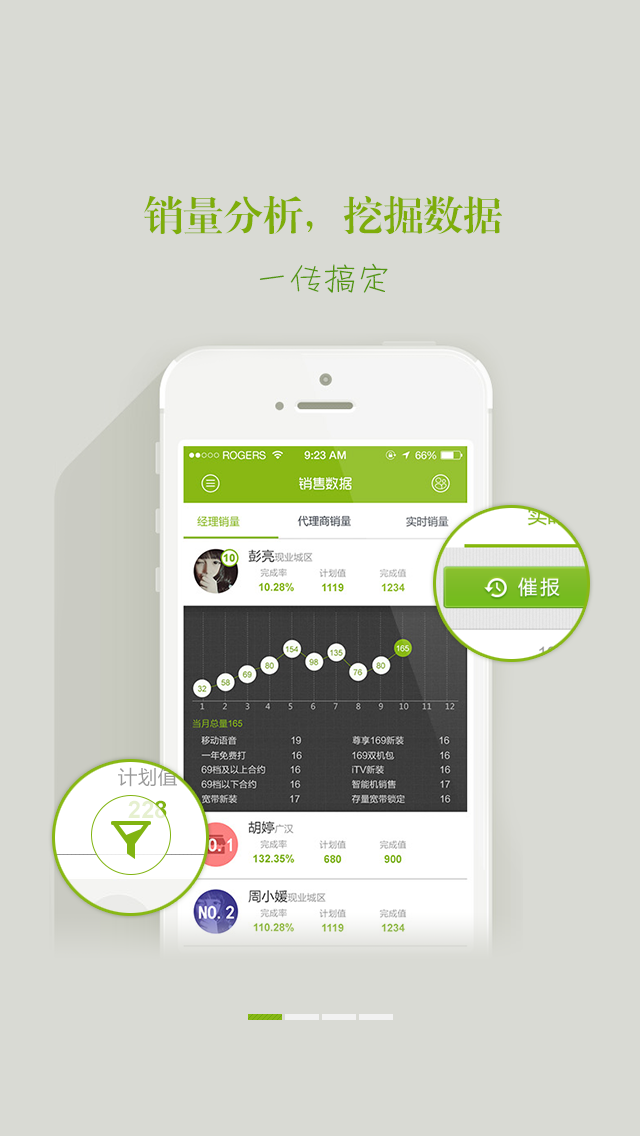 销量分析，挖掘数据
一传搞定
ROGERS 9:23 AM 66%
销售数据
经理销量 代理商销量 实时销量
10 彭亮现业城区
完成率 计划值 完成值
10.28% 1119 1234
催报
32 58 69 80 154 98 135 76 80 165
1 2 3 4 5 6 7 8 9 10 11 12
当月总量165
移动语音 19 尊享169新装 16
一年免费打 16 169双机包 16
69档及以上合约 16 iTV新装 16
69档以下合约 16 智能机销售 17
宽带新装 17 存量宽带锁定 16
计划值
228
胡婷广汉
完成率 计划值 完成值
132.35% 680 900
周小媛现业城区
NO. 2
完成率 计划值 完成值
110.28% 1119 1234